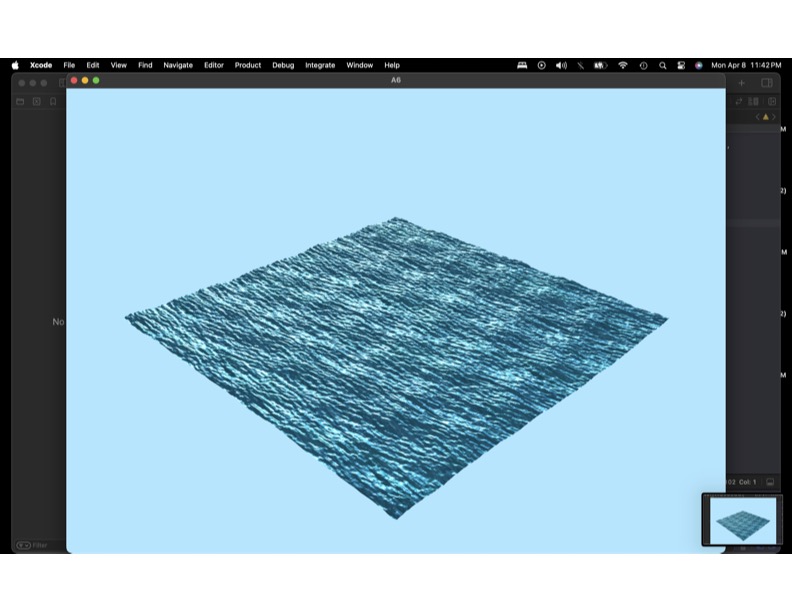 Xcode File Edit View Find Navigate Editor Product Debug Integrate Window Help Mon Apr 8 11:42 PM
A6
M
2)
No
M
2)
M
02 Col: 1
Filter